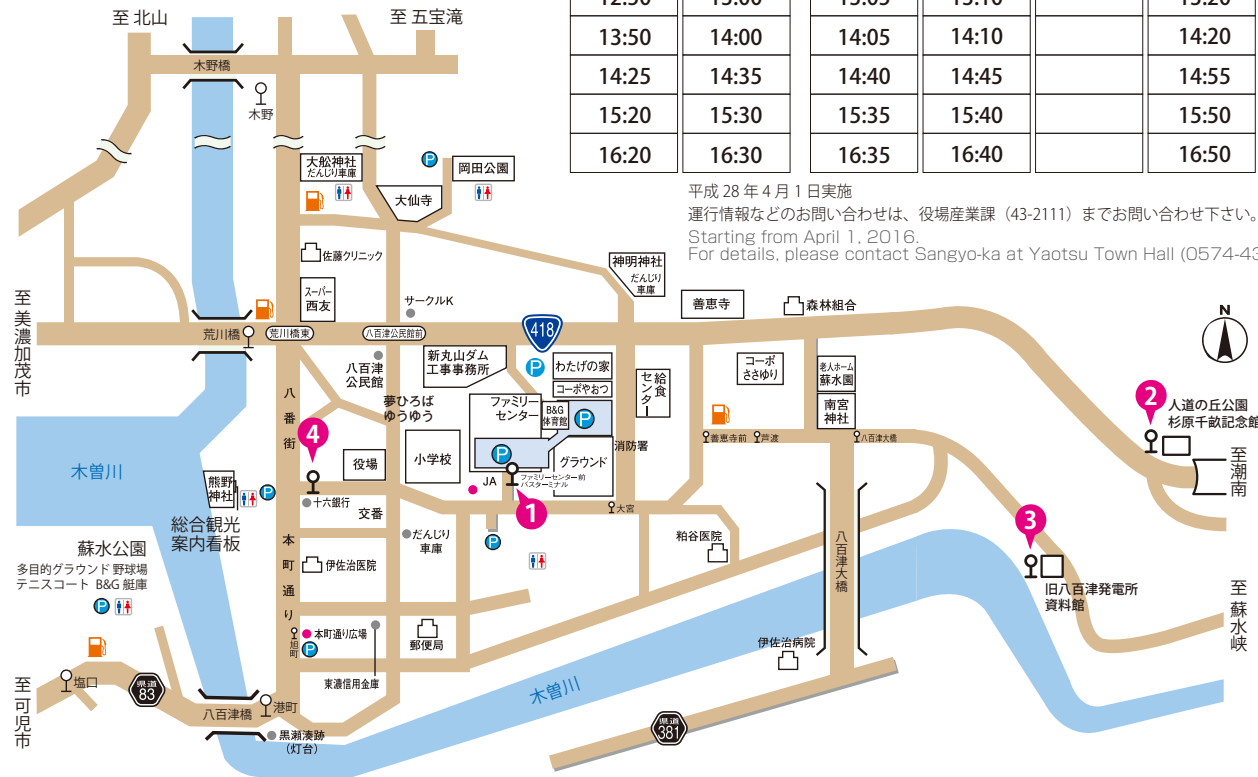 13:50 14:00 14:05 14:10 14:20
14:25 14:35 14:40 14:45 14:55
15:20 15:30 15:35 15:40 15:50
16:20 16:30 16:35 16:40 16:50
平成 28 年 4 月 1 日実施
運行情報などのお問い合わせは、役場産業課（43-2111）までお問い合わせ下さい。
Starting from April 1, 2016.
For details, please contact Sangyo-ka at Yaotsu Town Hall (0574-43
至 北山
至 五宝滝
木野橋
木野
大舩神社
だんじり車庫
P
岡田公園
大仙寺
佐藤クリニック
スーパー
西友
サークルK
神明神社
だんじり
車庫
善恵寺
森林組合
N
至美濃加茂市
荒川橋
荒川橋東
八百津公民館前
418
八百津
公民館
新丸山ダム
工事事務所
P
わたげの家
コーポやおつ
給食
センター
コーポ
ささゆり
老人ホーム
蘇水園
南宮
神社
八番街
夢ひろば
ゆうゆう
ファミリー
センター
B&G
体育館
P
P
消防署
グラウンド
善恵寺前
芦渡
八百津大橋
2
人道の丘公園
杉原千畝記念館
至潮南
4
役場
小学校
JA
ファミリーセンター前
バスターミナル
1
大宮
木曽川
熊野
神社
P
総合観光
案内看板
十六銀行
交番
だんじり
車庫
P
粕谷医院
八百津大橋
3
旧八百津発電所
資料館
至蘇水峡
蘇水公園
多目的グラウンド 野球場
テニスコート B&G 艇庫
P
本町通り
伊佐治医院
本町通り広場
旭町
P
郵便局
東濃信用金庫
伊佐治病院
木曽川
塩口
県道
83
至可児市
八百津橋
港町
黒瀬湊跡
(灯台)
県道
381